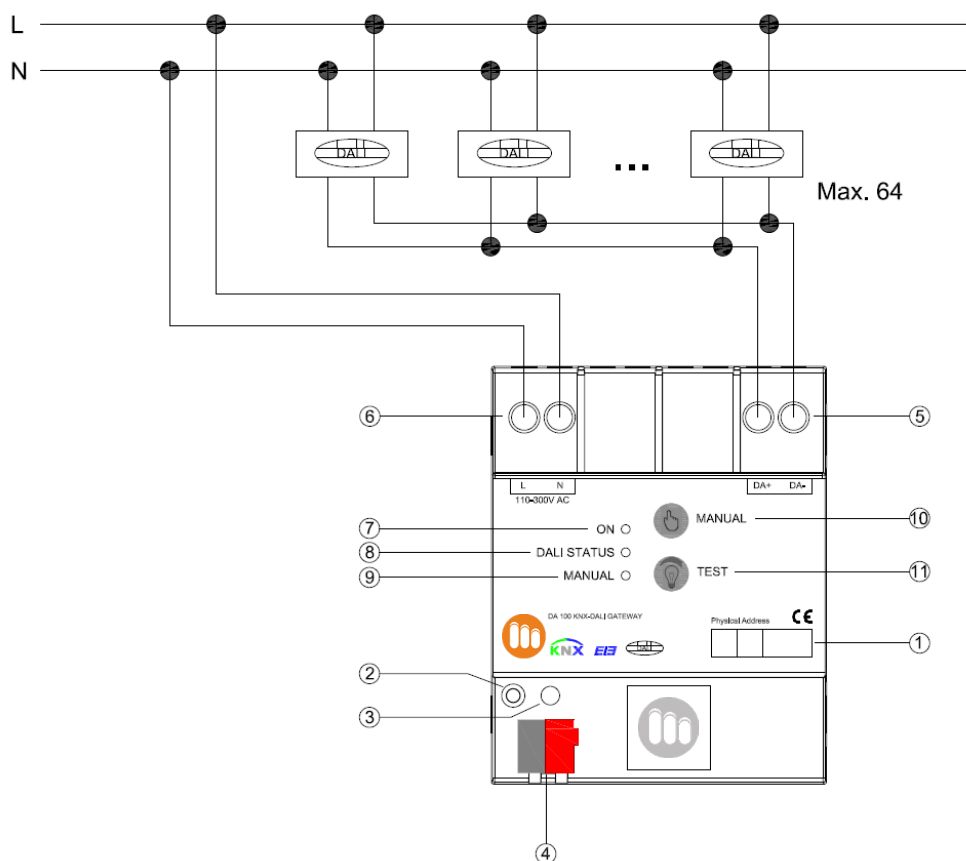 L
N
DALI DALI ... DALI
Max. 64
6 5
L N DA+ DA-
110-300V AC
7 ON MANUAL 10
8 DALI STATUS
9 MANUAL TEST 11
DA 100 KNX-DALI GATEWAY Physical Address CE
KNX EIB DALI 1
2
3
4